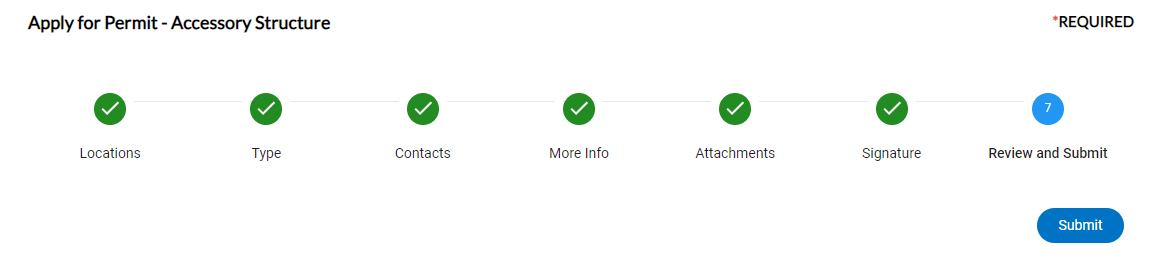 Apply for Permit - Accessory Structure
*REQUIRED
7
Locations
Type
Contacts
More Info
Attachments
Signature
Review and Submit
Submit